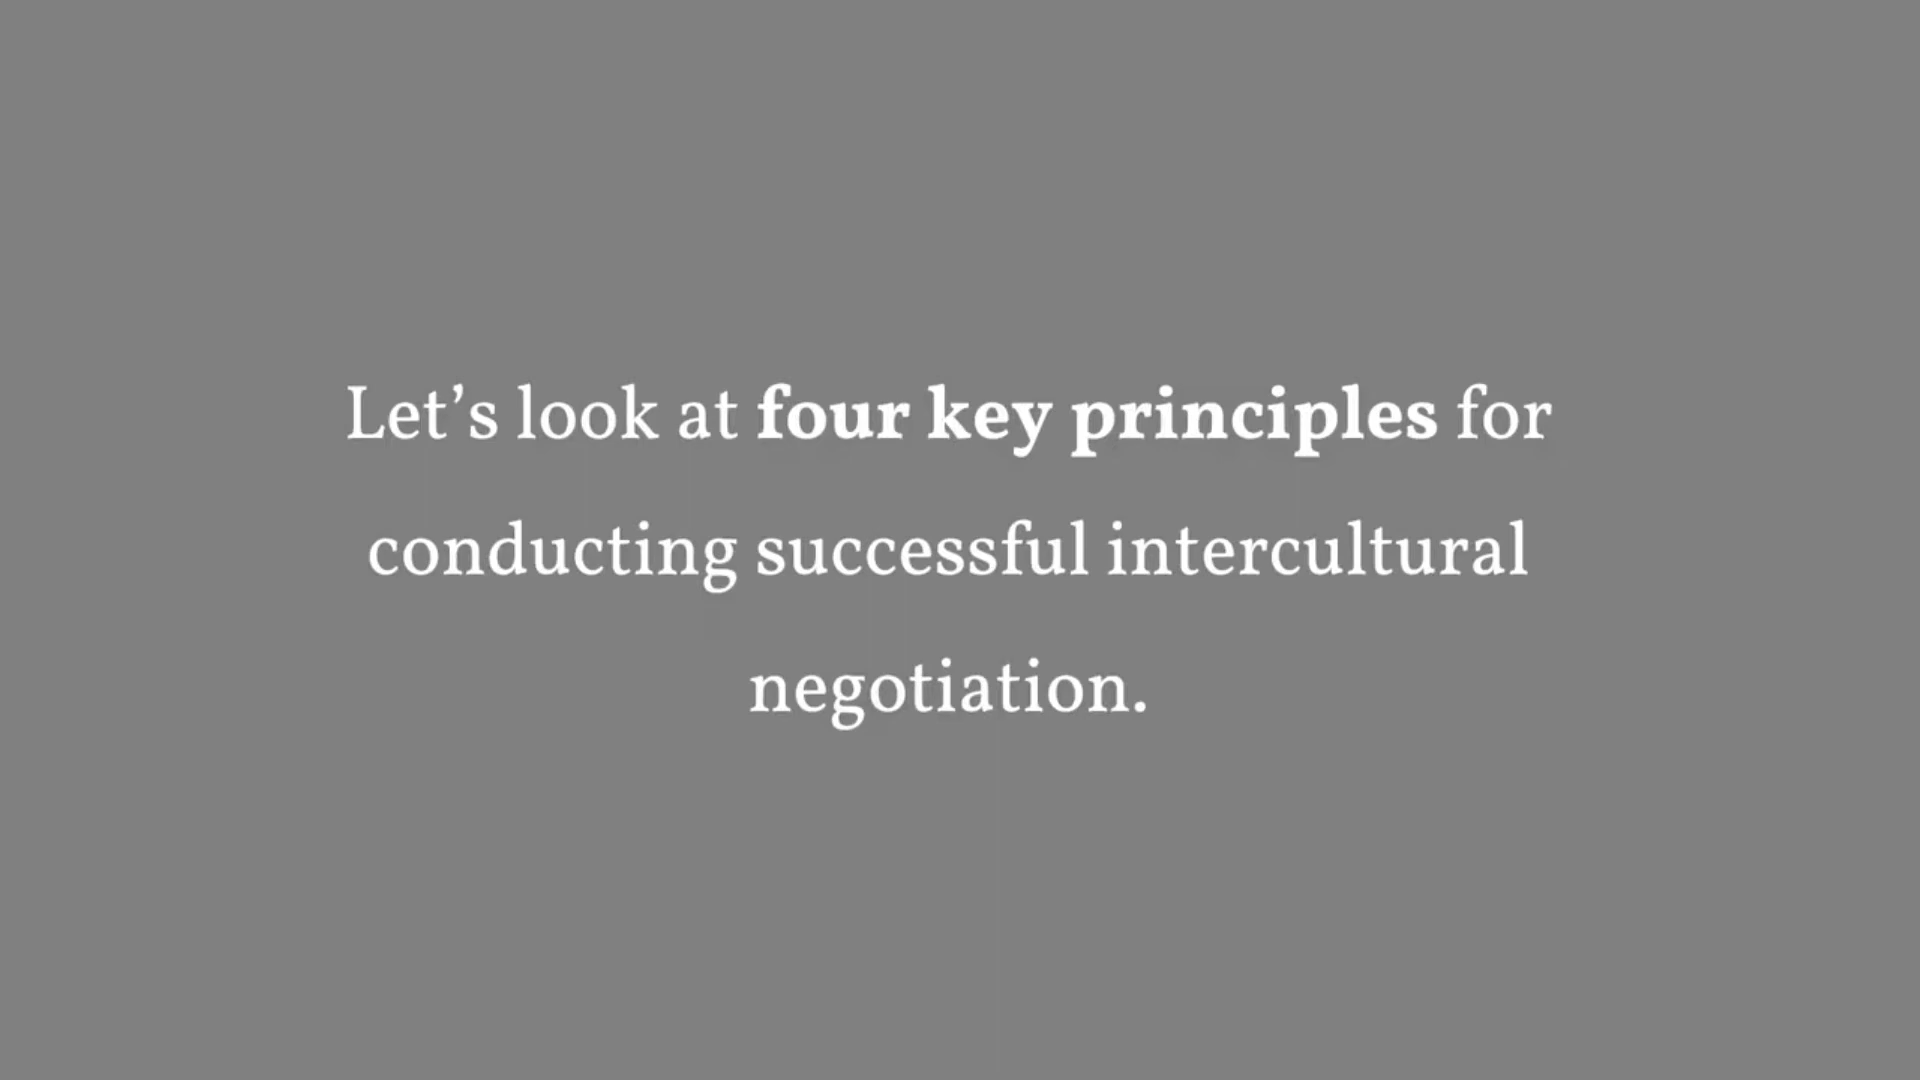 Let’s look at four key principles for
conducting successful intercultural
negotiation.